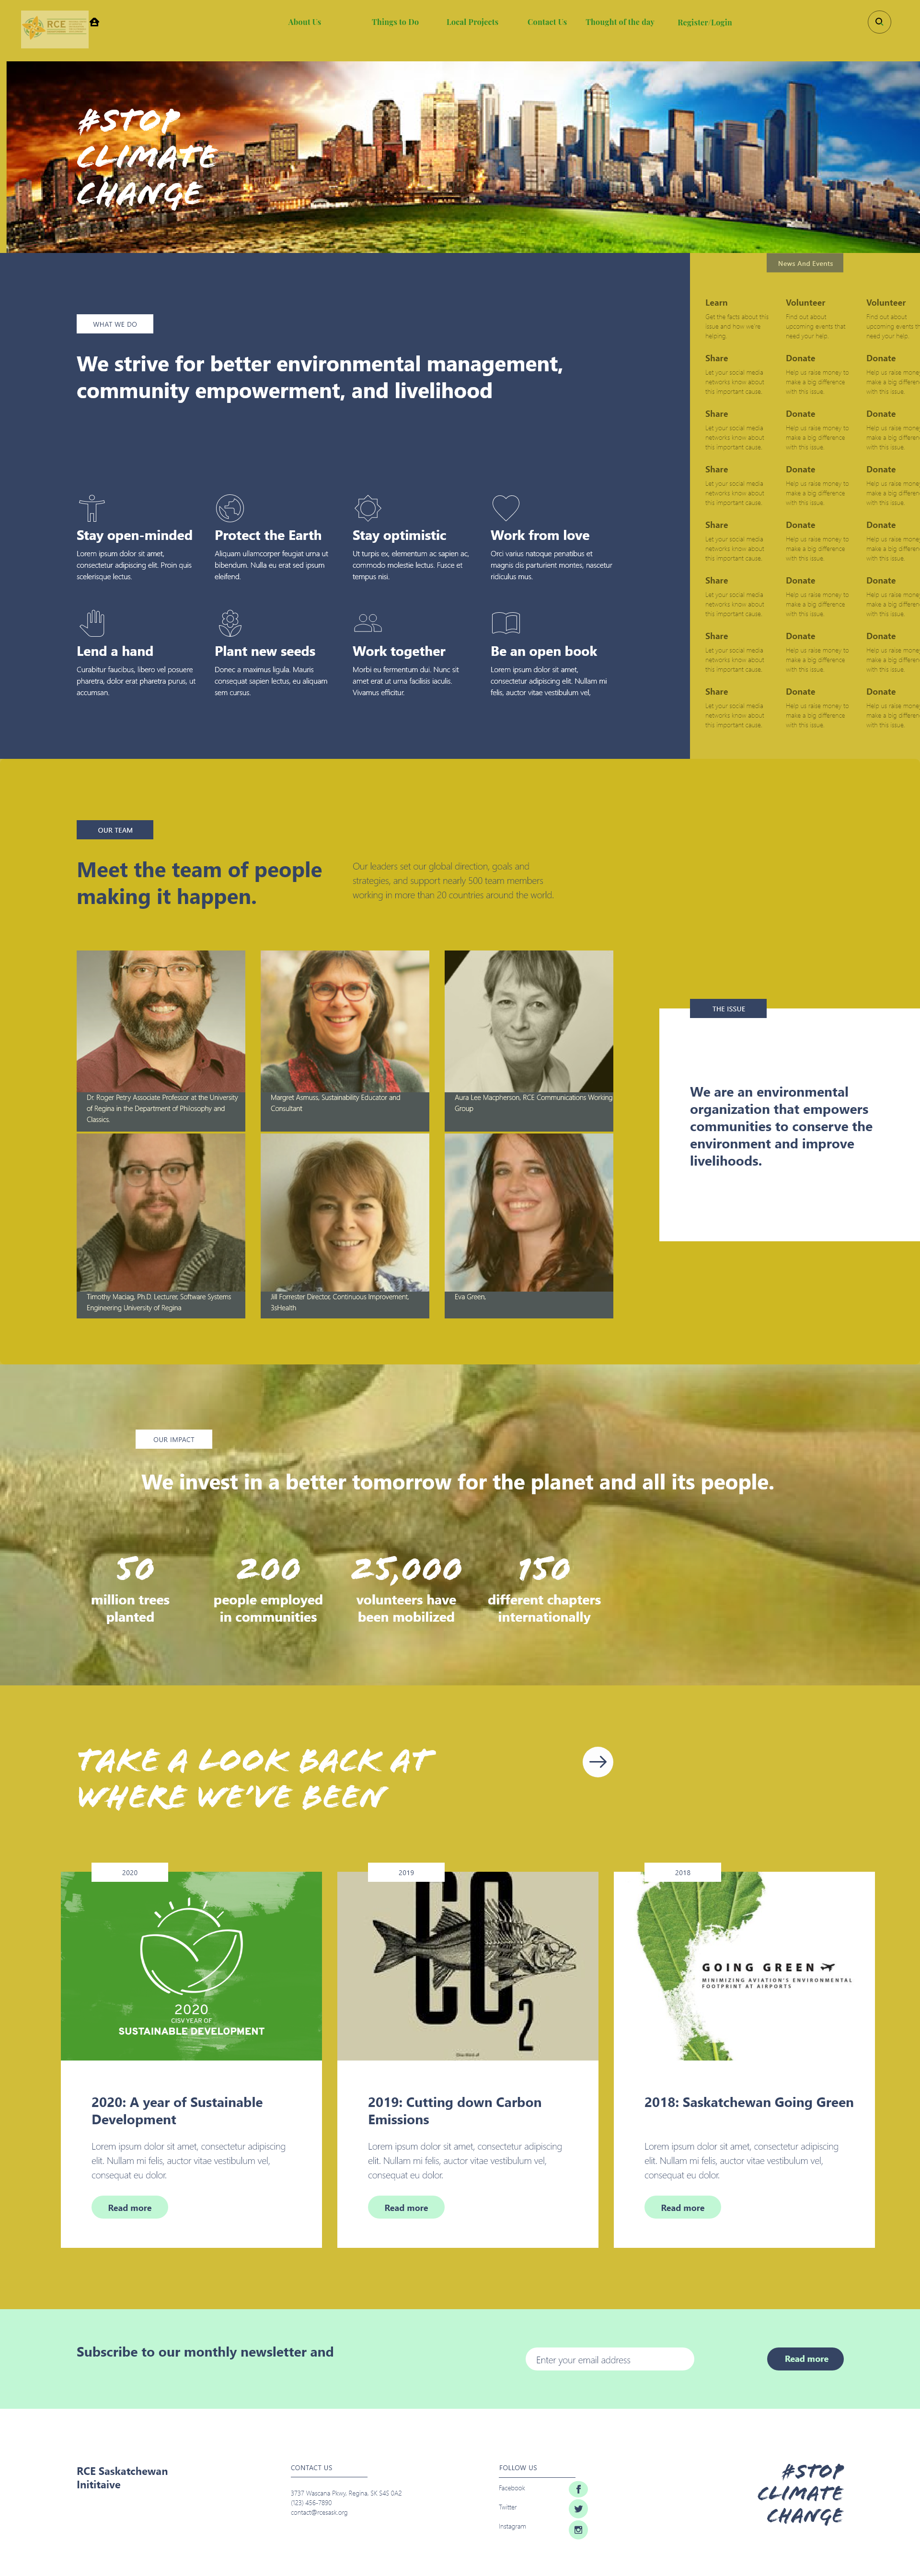 RCE
About Us
Things to Do
Local Projects
Contact Us
Thought of the day
Register/Login
#STOP
CLIMATE
CHANGE
News And Events
WHAT WE DO
We strive for better environmental management,
community empowerment, and livelihood
Stay open-minded
Lorem ipsum dolor sit amet,
consectetur adipiscing elit. Proin quis
scelerisque lectus.
Protect the Earth
Aliquam ullamcorper feugiat urna ut
bibendum. Nulla eu erat sed ipsum
eleifend.
Stay optimistic
Ut turpis ex, elementum ac sapien ac,
commodo molestie lectus. Fusce et
tempus nisi.
Work from love
Orci varius natoque penatibus et
magnis dis parturient montes, nascetur
ridiculus mus.
Lend a hand
Curabitur faucibus, libero vel posuere
pharetra, dolor erat pharetra purus, ut
accumsan.
Plant new seeds
Donec a maximus ligula. Mauris
consequat sapien lectus, eu aliquam
sem cursus.
Work together
Morbi eu fermentum dui. Nunc sit
amet erat ut urna facilisis iaculis.
Vivamus efficitur.
Be an open book
Lorem ipsum dolor sit amet,
consectetur adipiscing elit. Nullam mi
felis, auctor vitae vestibulum vel,
Learn
Get the facts about this
issue and how we're
helping.
Volunteer
Find out about
upcoming events that
need your help.
Volunteer
Find out about
upcoming events th
need your help.
Share
Let your social media
networks know about
this important cause.
Donate
Help us raise money to
make a big difference
with this issue.
Donate
Help us raise mone
make a big differen
with this issue.
Share
Let your social media
networks know about
this important cause.
Donate
Help us raise money to
make a big difference
with this issue.
Donate
Help us raise mone
make a big differen
with this issue.
Share
Let your social media
networks know about
this important cause.
Donate
Help us raise money to
make a big difference
with this issue.
Donate
Help us raise mone
make a big differen
with this issue.
Share
Let your social media
networks know about
this important cause.
Donate
Help us raise money to
make a big difference
with this issue.
Donate
Help us raise mone
make a big differen
with this issue.
Share
Let your social media
networks know about
this important cause.
Donate
Help us raise money to
make a big difference
with this issue.
Donate
Help us raise mone
make a big differen
with this issue.
Share
Let your social media
networks know about
this important cause.
Donate
Help us raise money to
make a big difference
with this issue.
Donate
Help us raise mone
make a big differen
with this issue.
Share
Let your social media
networks know about
this important cause.
Donate
Help us raise money to
make a big difference
with this issue.
Donate
Help us raise mone
make a big differen
with this issue.
OUR TEAM
Meet the team of people
making it happen.
Our leaders set our global direction, goals and
strategies, and support nearly 500 team members
working in more than 20 countries around the world.
Dr. Roger Petry Associate Professor at the University
of Regina in the Department of Philosophy and
Classics.
Margret Asmuss, Sustainability Educator and
Consultant
Aura Lee Macpherson, RCE Communications Working
Group
Timothy Maciag, Ph.D. Lecturer, Software Systems
Engineering University of Regina
Jill Forrester Director, Continuous Improvement,
3sHealth
Eva Green,
THE ISSUE
We are an environmental
organization that empowers
communities to conserve the
environment and improve
livelihoods.
OUR IMPACT
We invest in a better tomorrow for the planet and all its people.
50
million trees
planted
200
people employed
in communities
25,000
volunteers have
been mobilized
150
different chapters
internationally
TAKE A LOOK BACK AT
WHERE WE'VE BEEN
2020
2020
CISV YEAR OF
SUSTAINABLE DEVELOPMENT
2020: A year of Sustainable
Development
Lorem ipsum dolor sit amet, consectetur adipiscing
elit. Nullam mi felis, auctor vitae vestibulum vel,
consequat eu dolor.
Read more
2019
CO2
2019: Cutting down Carbon
Emissions
Lorem ipsum dolor sit amet, consectetur adipiscing
elit. Nullam mi felis, auctor vitae vestibulum vel,
consequat eu dolor.
Read more
2018
GOING GREEN
MINIMIZING AVIATION'S ENVIRONMENTAL
FOOTPRINT AT AIRPORTS
2018: Saskatchewan Going Green
Lorem ipsum dolor sit amet, consectetur adipiscing
elit. Nullam mi felis, auctor vitae vestibulum vel,
consequat eu dolor.
Read more
Subscribe to our monthly newsletter and
Enter your email address
Read more
RCE Saskatchewan
Inititaive
CONTACT US
3737 Wascana Pkwy, Regina, SK S4S 0A2
(123) 456-7890
contact@rcesask.org
FOLLOW US
Facebook
Twitter
Instagram
#STOP
CLIMATE
CHANGE